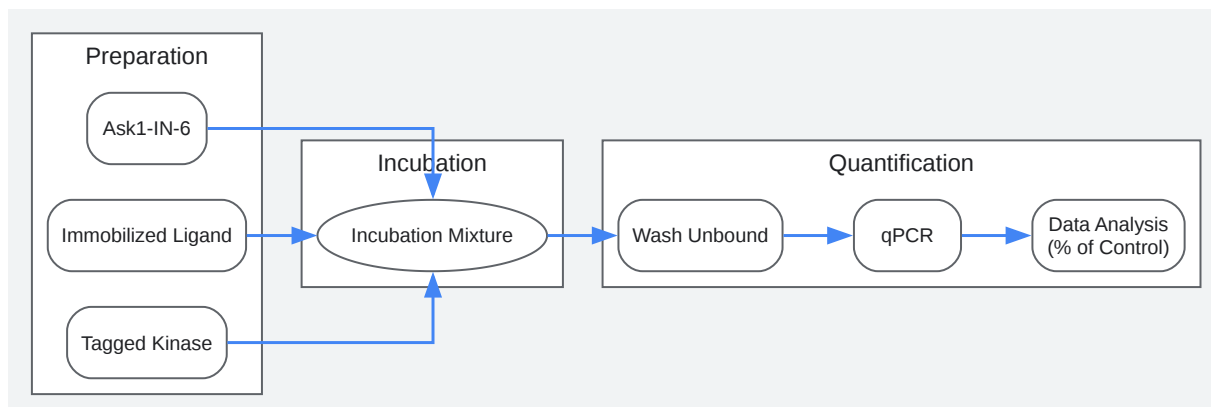 Preparation
Ask1-IN-6
Immobilized Ligand
Tagged Kinase
Incubation
Incubation Mixture
Quantification
Wash Unbound
qPCR
Data Analysis
(% of Control)